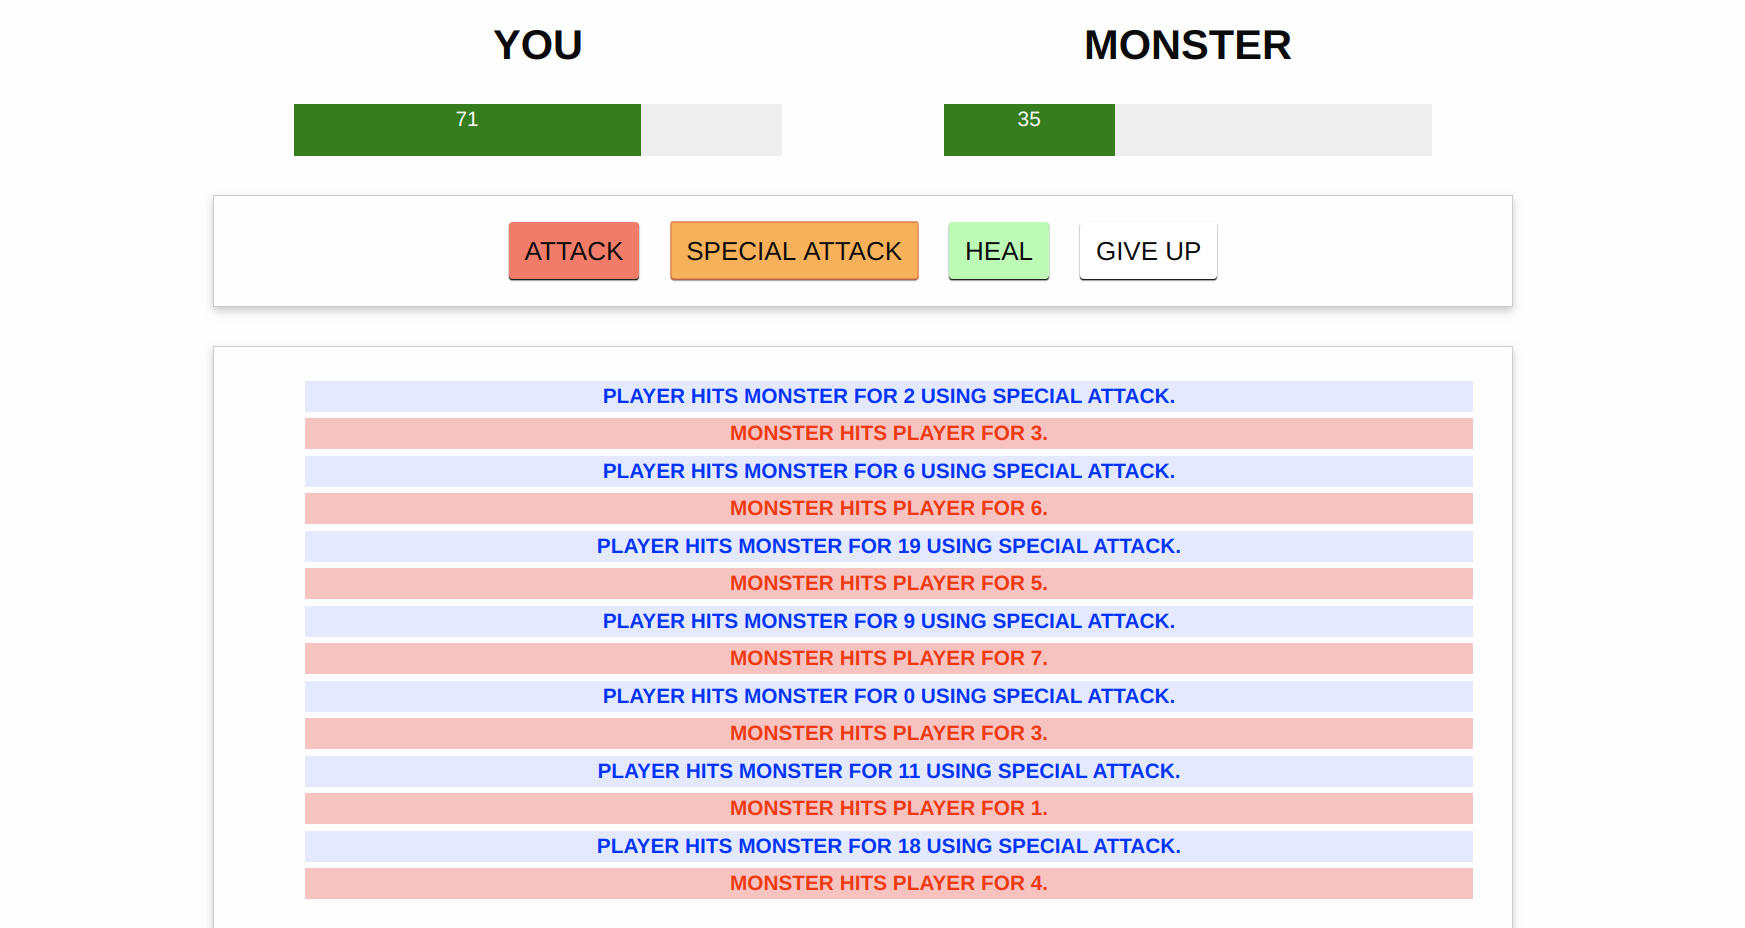 YOU
MONSTER
71
35
ATTACK
SPECIAL ATTACK
HEAL
GIVE UP
PLAYER HITS MONSTER FOR 2 USING SPECIAL ATTACK.
MONSTER HITS PLAYER FOR 3.
PLAYER HITS MONSTER FOR 6 USING SPECIAL ATTACK.
MONSTER HITS PLAYER FOR 6.
PLAYER HITS MONSTER FOR 19 USING SPECIAL ATTACK.
MONSTER HITS PLAYER FOR 5.
PLAYER HITS MONSTER FOR 9 USING SPECIAL ATTACK.
MONSTER HITS PLAYER FOR 7.
PLAYER HITS MONSTER FOR 0 USING SPECIAL ATTACK.
MONSTER HITS PLAYER FOR 3.
PLAYER HITS MONSTER FOR 11 USING SPECIAL ATTACK.
MONSTER HITS PLAYER FOR 1.
PLAYER HITS MONSTER FOR 18 USING SPECIAL ATTACK.
MONSTER HITS PLAYER FOR 4.